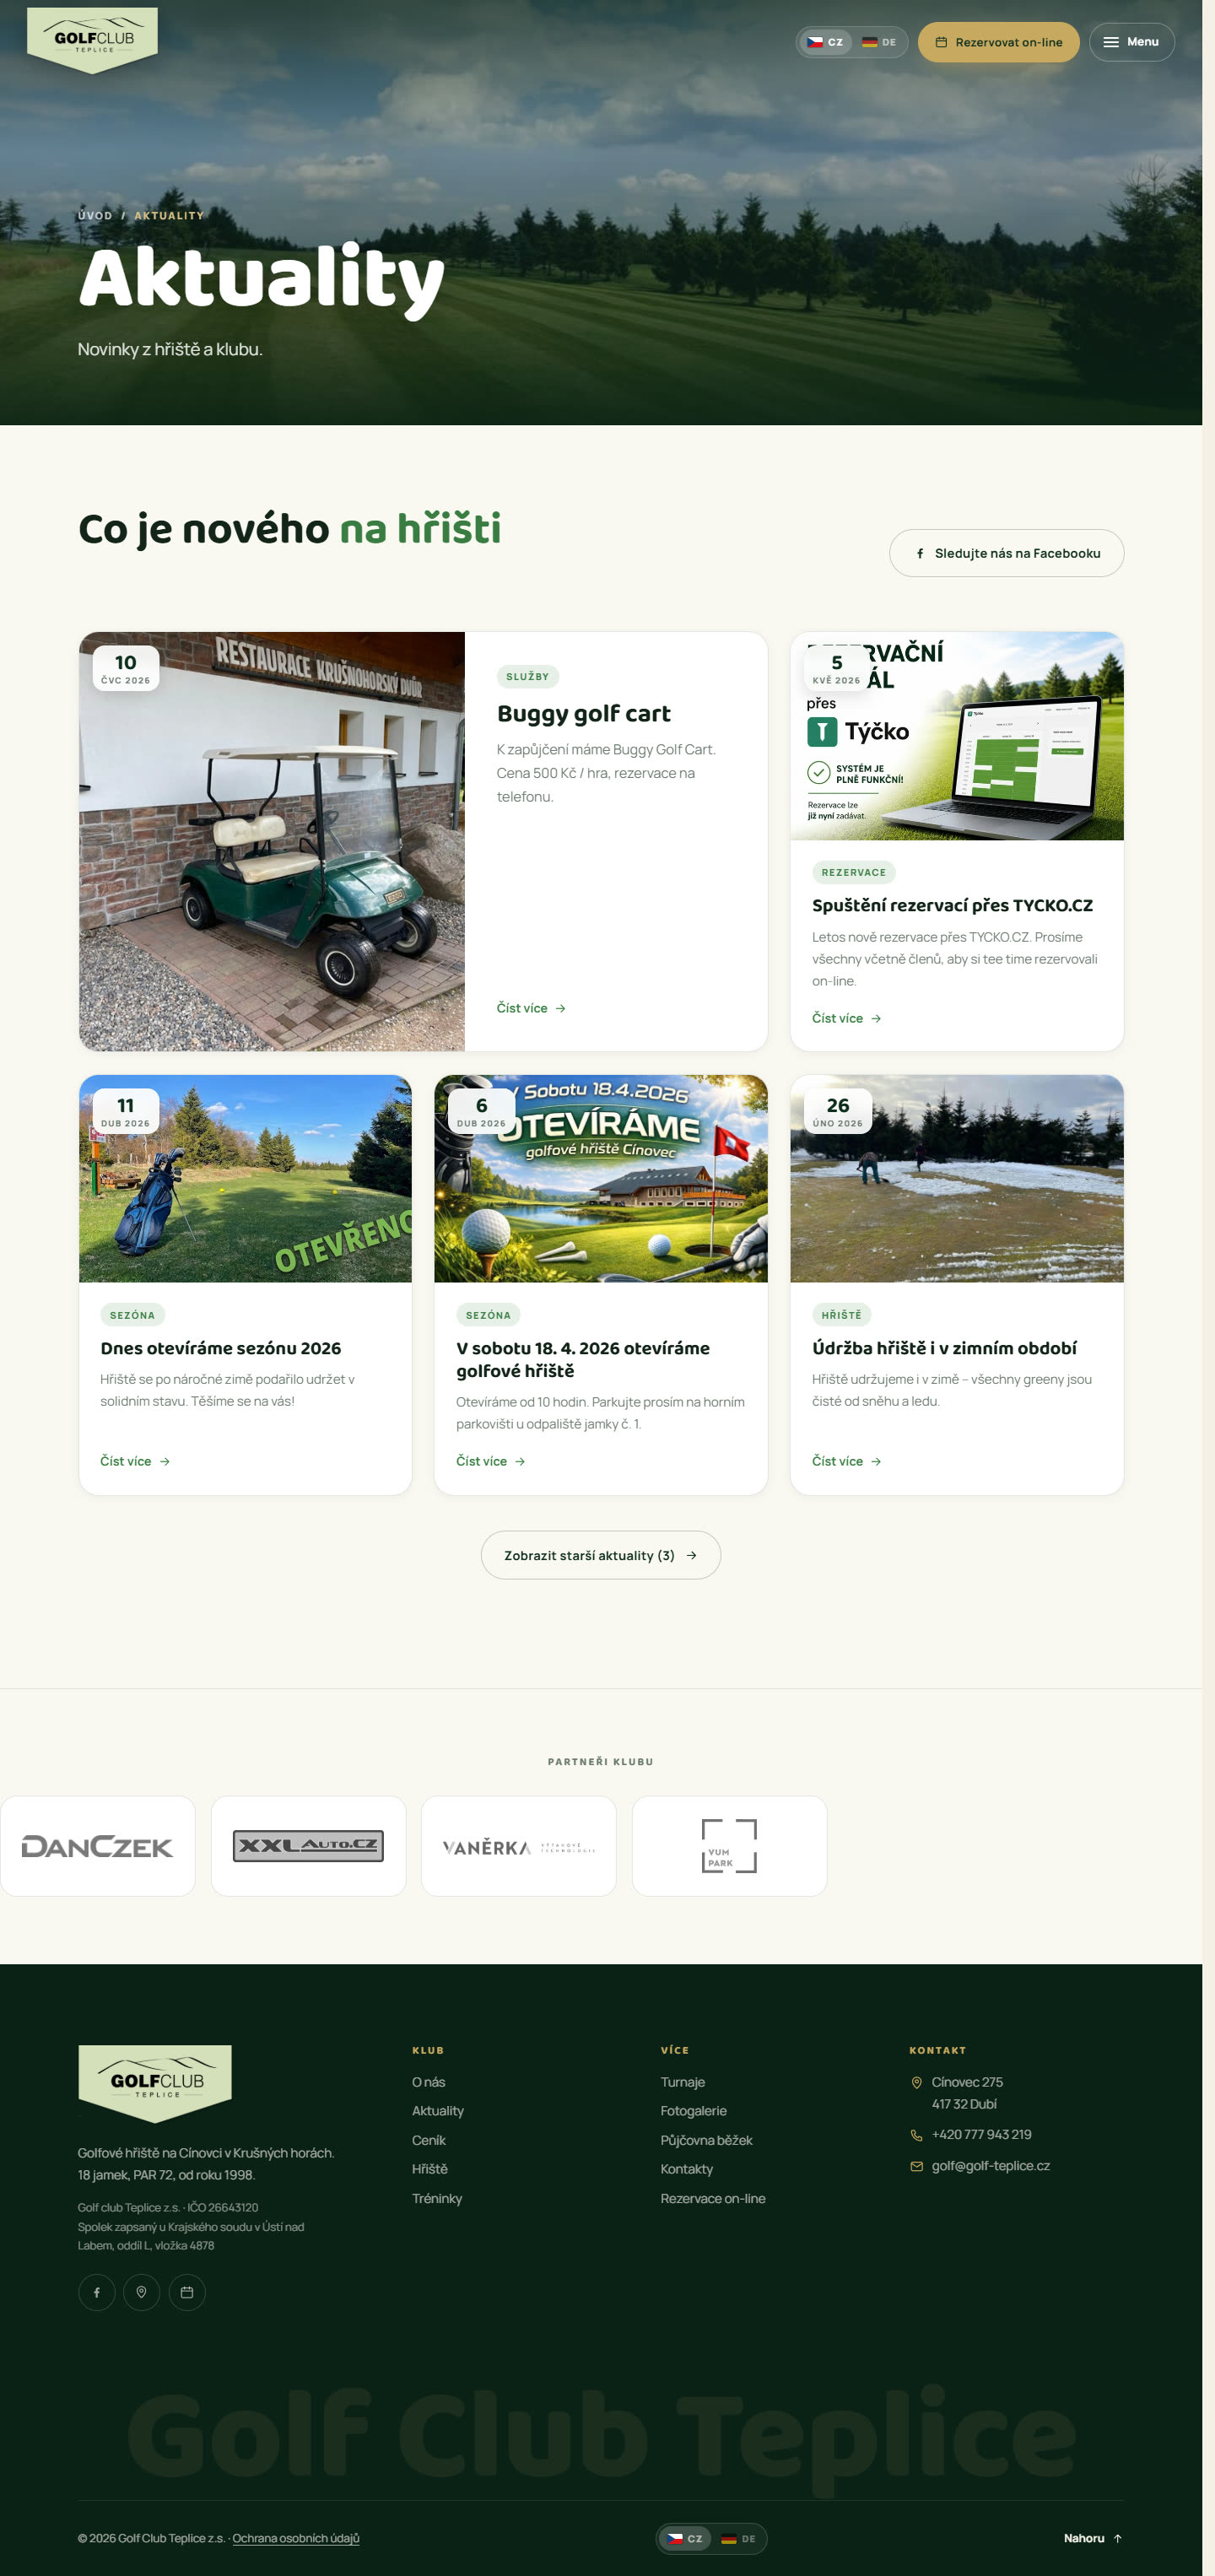 GOLFCLUB
TEPLICE
CZ
DE
Rezervovat on-line
Menu
ÚVOD / AKTUALITY
Aktuality
Novinky z hřiště a klubu.
Co je nového na hřišti
Sledujte nás na Facebooku
RESTAURACE KRUŠNOHORSKÝ DVŮR
10
ČVC 2026
SLUŽBY
Buggy golf cart
K zapůjčení máme Buggy Golf Cart.
Cena 500 Kč / hra, rezervace na
telefonu.
Číst více →
5
KVĚ 2026
přes
Týčko
SYSTÉM JE
PLNĚ FUNKČNÍ!
Rezervace lze
již nyní zadávat.
REZERVACE
Spuštění rezervací přes TYCKO.CZ
Letos nově rezervace přes TYCKO.CZ. Prosíme
všechny včetně členů, aby si tee time rezervovali
on-line.
Číst více →
11
DUB 2026
OTEVŘENO
SEZÓNA
Dnes otevíráme sezónu 2026
Hřiště se po náročné zimě podařilo udržet v
solidním stavu. Těšíme se na vás!
Číst více →
6
DUB 2026
V Sobotu 18.4.2026
OTEVÍRÁME
golfové hřiště Cínovec
SEZÓNA
V sobotu 18. 4. 2026 otevíráme
golfové hřiště
Otevíráme od 10 hodin. Parkujte prosím na horním
parkovišti u odpaliště jamky č. 1.
Číst více →
26
ÚNO 2026
HŘIŠTĚ
Údržba hřiště i v zimním období
Hřiště udržujeme i v zimě – všechny greeny jsou
čisté od sněhu a ledu.
Číst více →
Zobrazit starší aktuality (3) →
PARTNEŘI KLUBU
DANCZEK
XXL AUTO.CZ
VANĚRKA VÝTAHOVÉ TECHNOLOGIE
VUM
PARK
GOLFCLUB
TEPLICE
Golfové hřiště na Cínovci v Krušných horách.
18 jamek, PAR 72, od roku 1998.
Golf club Teplice z.s. · IČO 26643120
Spolek zapsaný u Krajského soudu v Ústí nad
Labem, oddíl L, vložka 4878
KLUB
O nás
Aktuality
Ceník
Hřiště
Tréninky
VÍCE
Turnaje
Fotogalerie
Půjčovna běžek
Kontakty
Rezervace on-line
KONTAKT
Cínovec 275
417 32 Dubí
+420 777 943 219
golf@golf-teplice.cz
Golf Club Teplice
© 2026 Golf Club Teplice z.s. · Ochrana osobních údajů
CZ
DE
Nahoru ↑